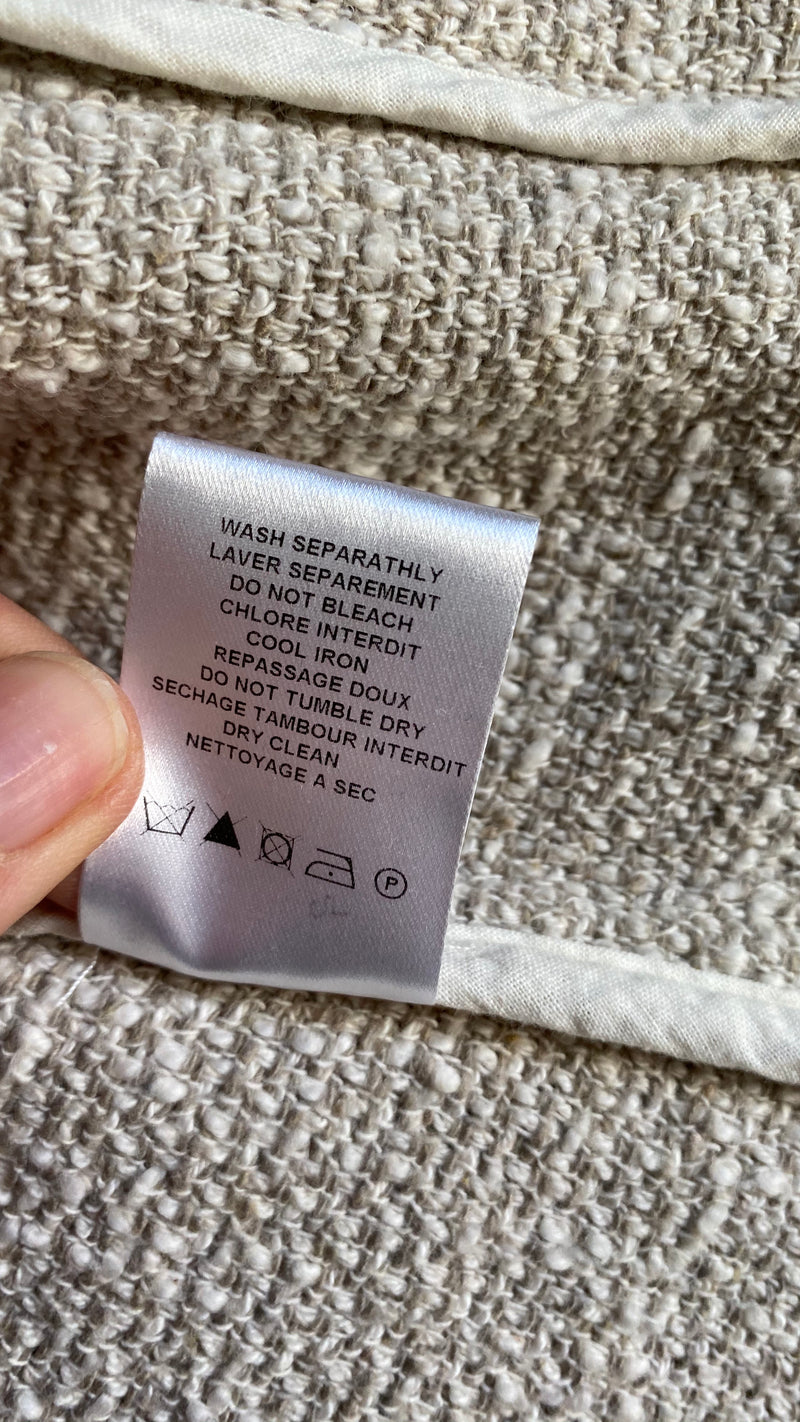 WASH SEPARATHLY
LAVER SEPAREMENT
DO NOT BLEACH
CHLORE INTERDIT
COOL IRON
REPASSAGE DOUX
DO NOT TUMBLE DRY
SECHAGE TAMBOUR INTERDIT
DRY CLEAN
NETTOYAGE A SEC
P